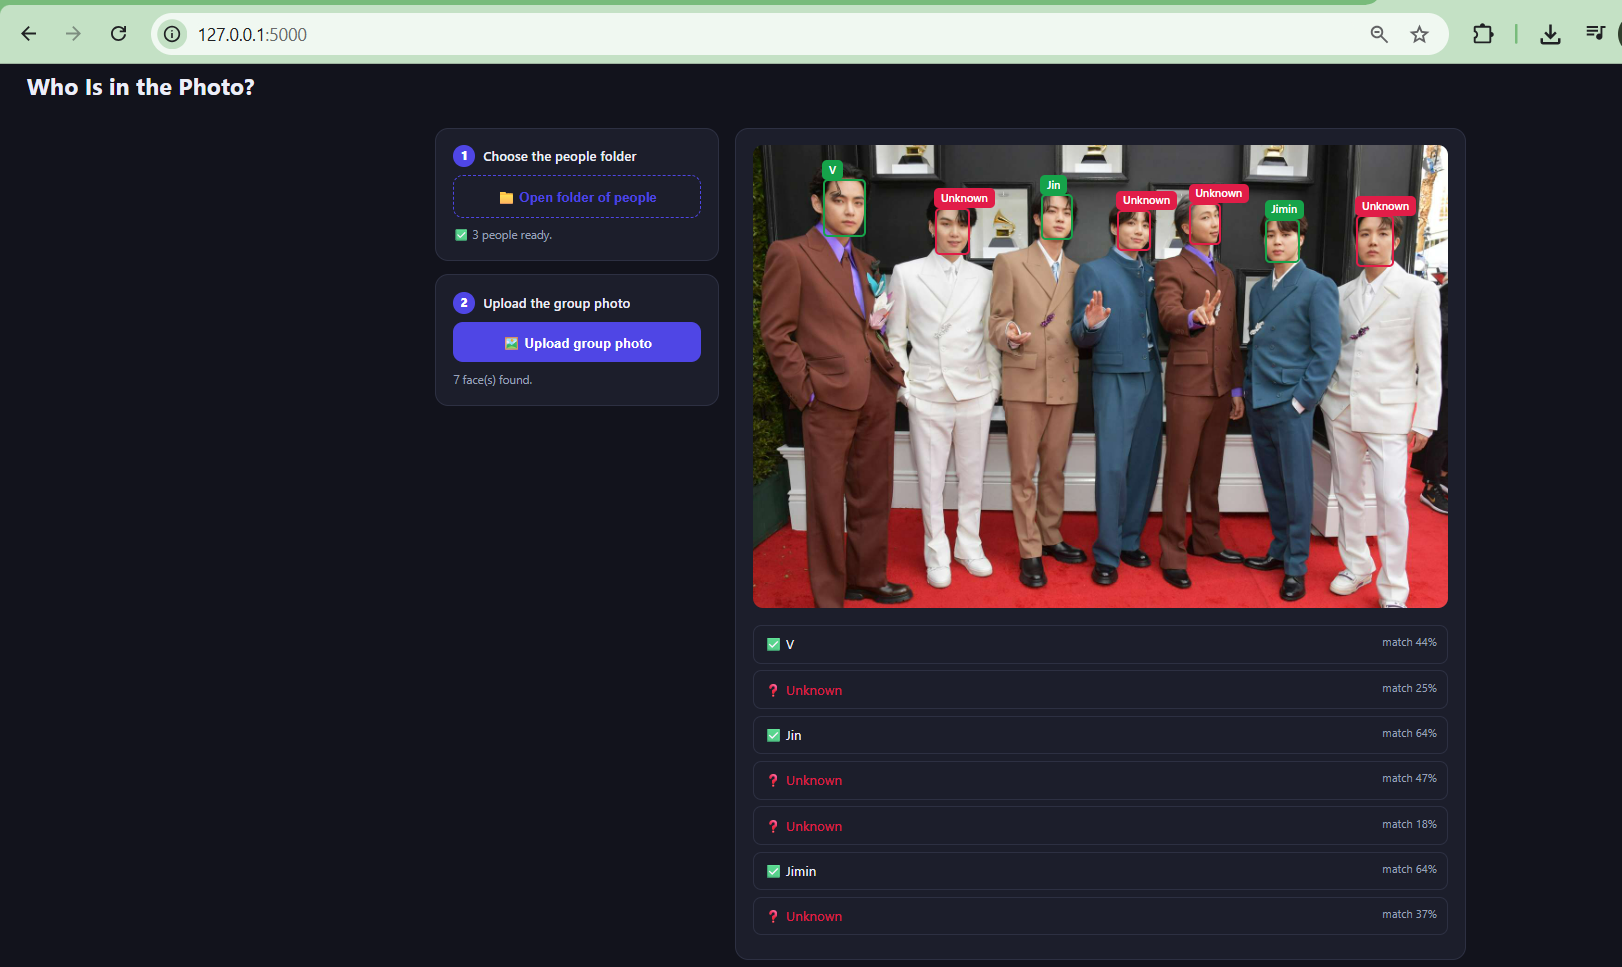 127.0.0.1:5000
Who Is in the Photo?
1 Choose the people folder
Open folder of people
3 people ready.
2 Upload the group photo
Upload group photo
7 face(s) found.
V
Unknown
Jin
Unknown
Unknown
Jimin
Unknown
V match 44%
Unknown match 25%
Jin match 64%
Unknown match 47%
Unknown match 18%
Jimin match 64%
Unknown match 37%